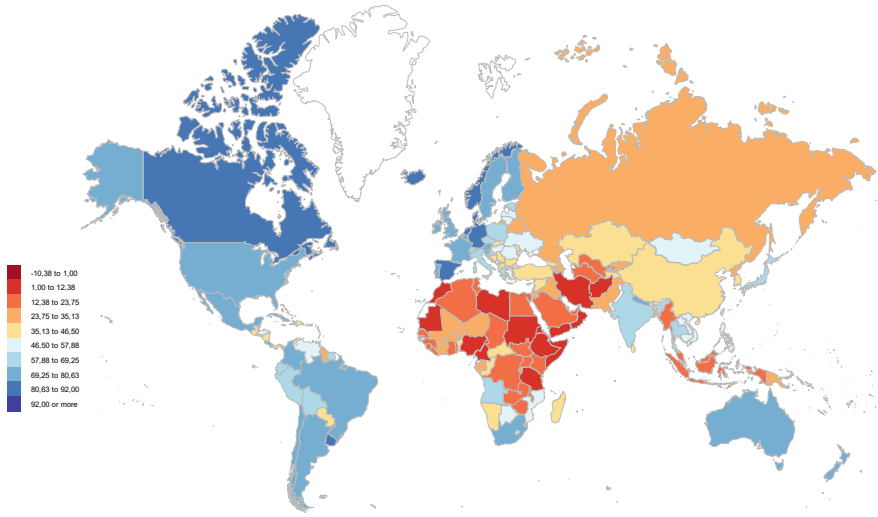 -10,38 to 1,00
1,00 to 12,38
12,38 to 23,75
23,75 to 35,13
35,13 to 46,50
46,50 to 57,88
57,88 to 69,25
69,25 to 80,63
80,63 to 92,00
92,00 or more